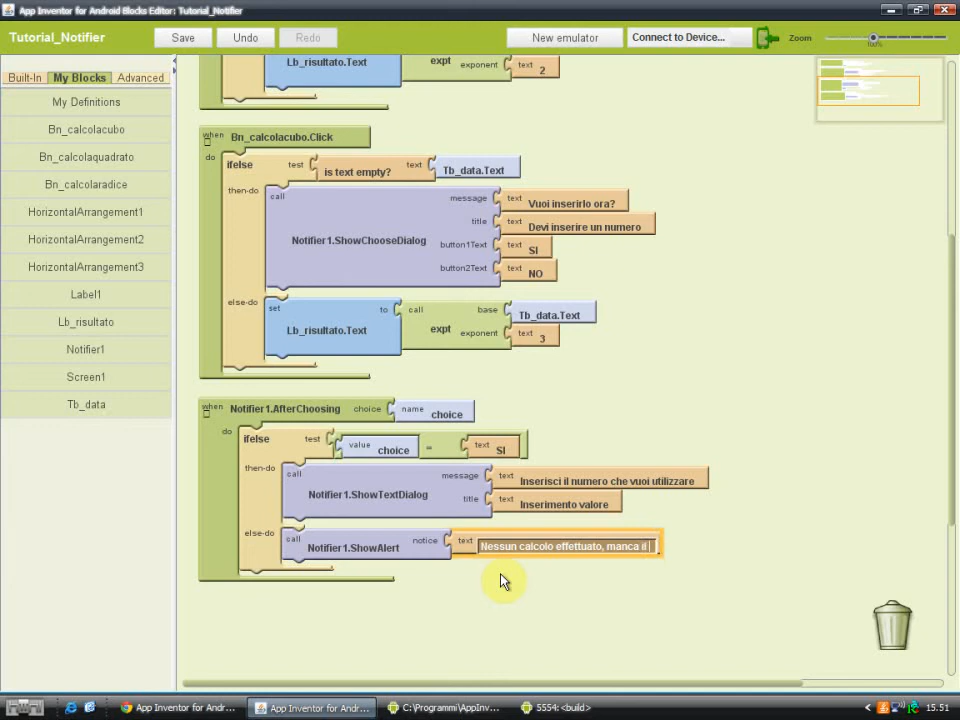 App Inventor for Android Blocks Editor: Tutorial_Notifier
Tutorial_Notifier
Save
Undo
Redo
New emulator
Connect to Device...
Zoom
100%
Built-In
My Blocks
Advanced
My Definitions
Bn_calcolacubo
Bn_calcolaquadrato
Bn_calcolaradice
HorizontalArrangement1
HorizontalArrangement2
HorizontalArrangement3
Label1
Lb_risultato
Notifier1
Screen1
Tb_data
Lb_risultato.Text
expt
exponent
text 2
when Bn_calcolacubo.Click
do
ifelse
test
is text empty?
text
Tb_data.Text
then-do
call
Notifier1.ShowChooseDialog
message
text Vuoi inserirlo ora?
title
text Devi inserire un numero
button1Text
text SI
button2Text
text NO
else-do
set
Lb_risultato.Text
to
call
expt
base
Tb_data.Text
exponent
text 3
when Notifier1.AfterChoosing
choice
name choice
do
ifelse
test
value choice
=
text SI
then-do
call
Notifier1.ShowTextDialog
message
text Inserisci il numero che vuoi utilizzare
title
text Inserimento valore
else-do
call
Notifier1.ShowAlert
notice
text Nessun calcolo effettuato, manca il
App Inventor for Andr...
App Inventor for Andr...
C:\Programmi\AppInv...
5554: <build>
15.51